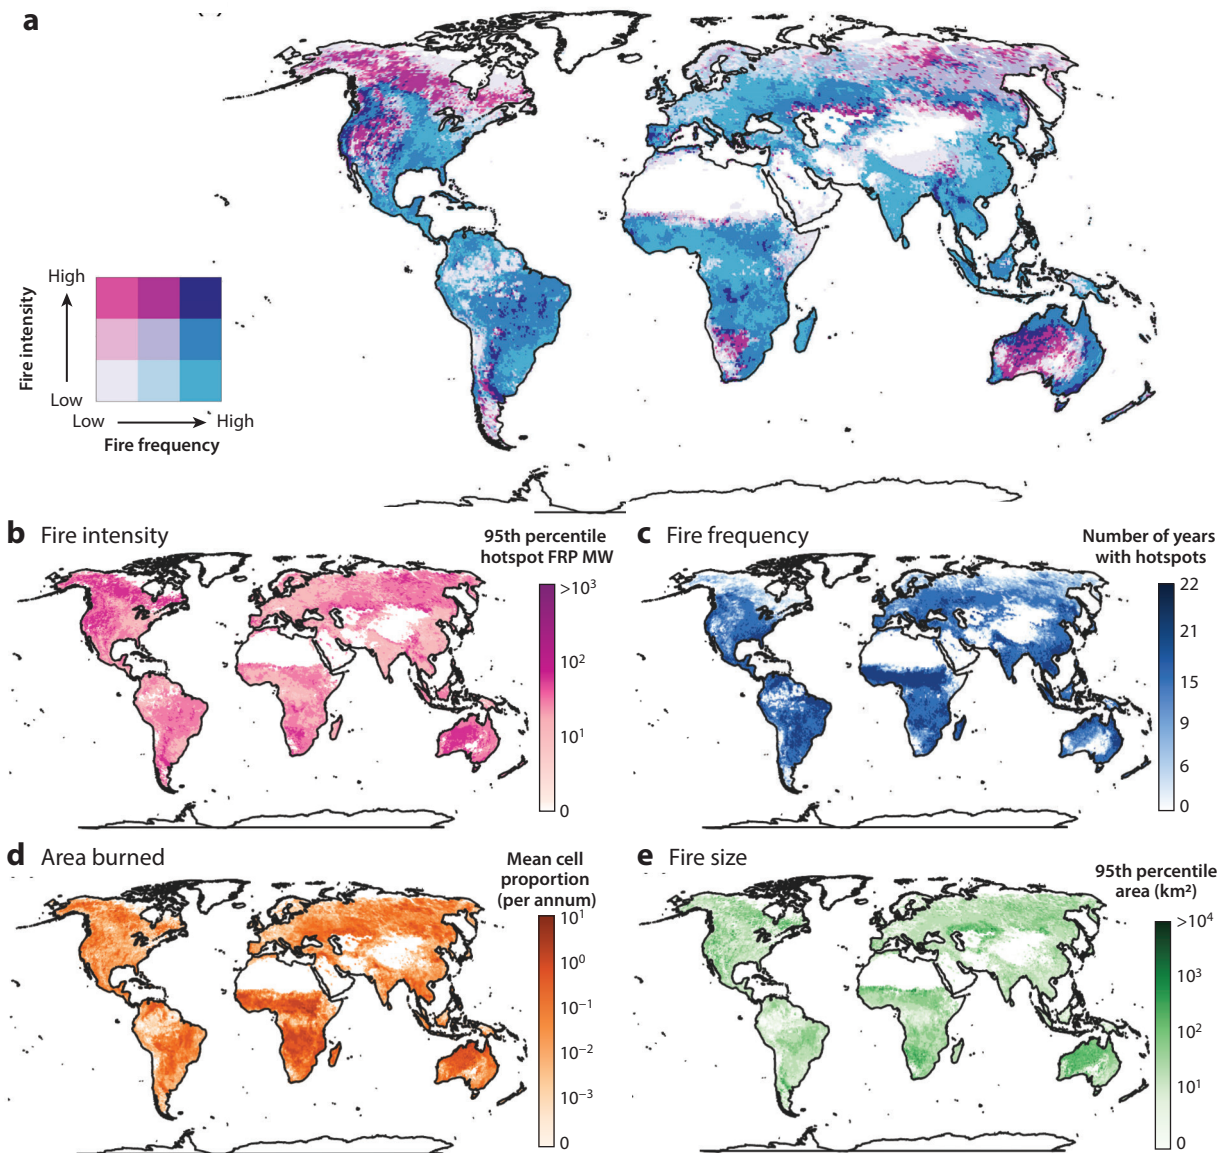 a
High
Fire intensity
Low
Low
High
Fire frequency
b Fire intensity
95th percentile
hotspot FRP MW
>10³
10²
10¹
0
c Fire frequency
Number of years
with hotspots
22
21
15
9
6
0
d Area burned
Mean cell
proportion
(per annum)
10¹
10⁰
10⁻¹
10⁻²
10⁻³
0
e Fire size
95th percentile
area (km²)
>10⁴
10³
10²
10¹
0